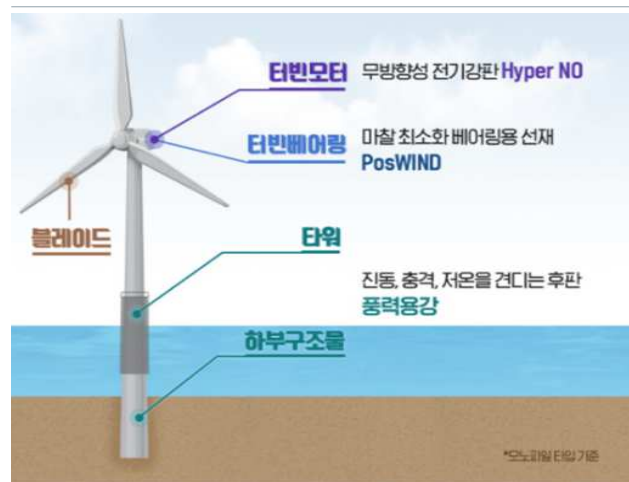 터빈모터 무방향성 전기강판 Hyper NO
터빈베어링 마찰 최소화 베어링용 선재
PosWIND
블레이드
타워
진동, 충격, 저온을 견디는 후판
풍력용강
하부구조물
*모노파일 타입 기준